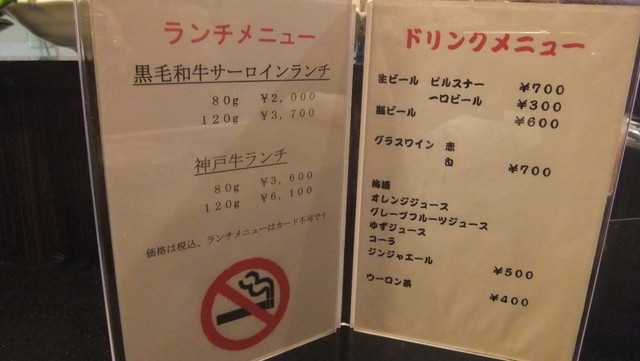 ランチメニュー
黒毛和牛サーロインランチ
80g ￥2,000
120g ￥3,700
神戸牛ランチ
80g ￥3,600
120g ￥6,100
価格は税込、ランチメニューはカード不可です
ドリンクメニュー
生ビール ピルスナー ￥700
一口ビール ￥300
瓶ビール ￥600
グラスワイン 赤
白 ￥700
梅酒
オレンジジュース
グレープフルーツジュース
ゆずジュース
コーラ
ジンジャエール ￥500
ウーロン茶 ￥400